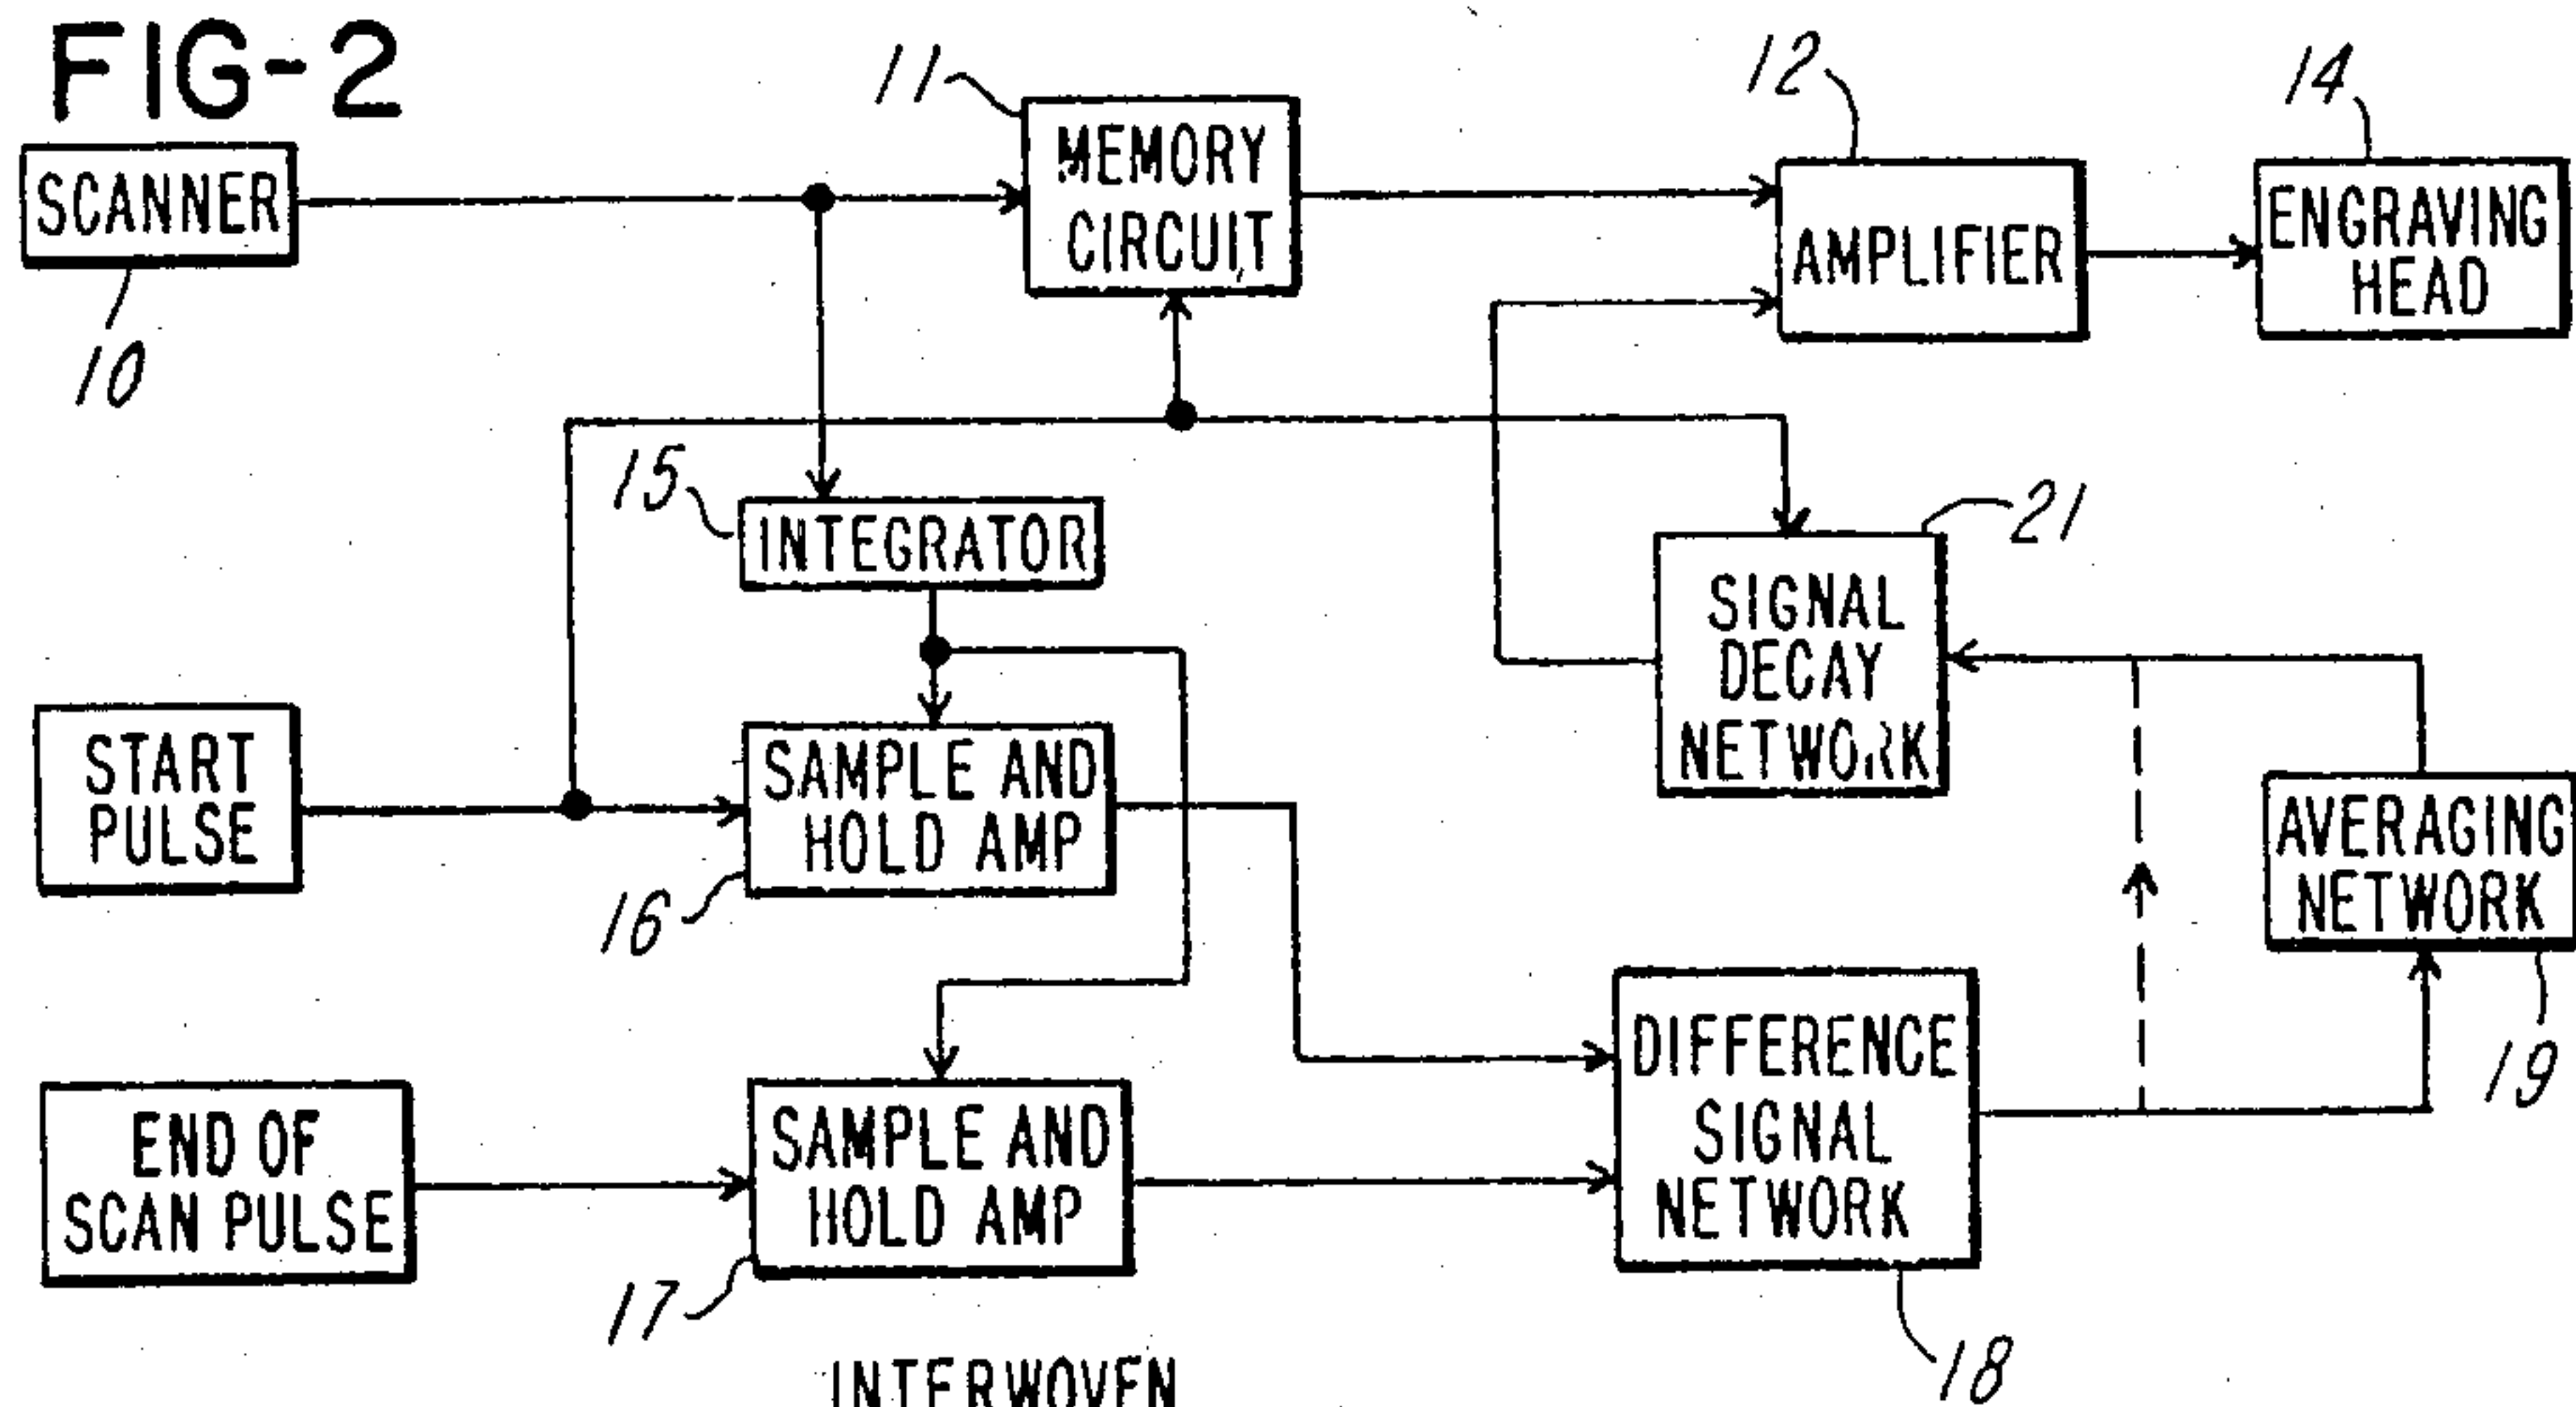 FIG-2
SCANNER
10
11
MEMORY
CIRCUIT
12
AMPLIFIER
14
ENGRAVING
HEAD
15
INTEGRATOR
21
SIGNAL
DECAY
NETWORK
START
PULSE
SAMPLE AND
HOLD AMP
16
AVERAGING
NETWORK
19
END OF
SCAN PULSE
SAMPLE AND
HOLD AMP
17
DIFFERENCE
SIGNAL
NETWORK
18
INTERWOVEN